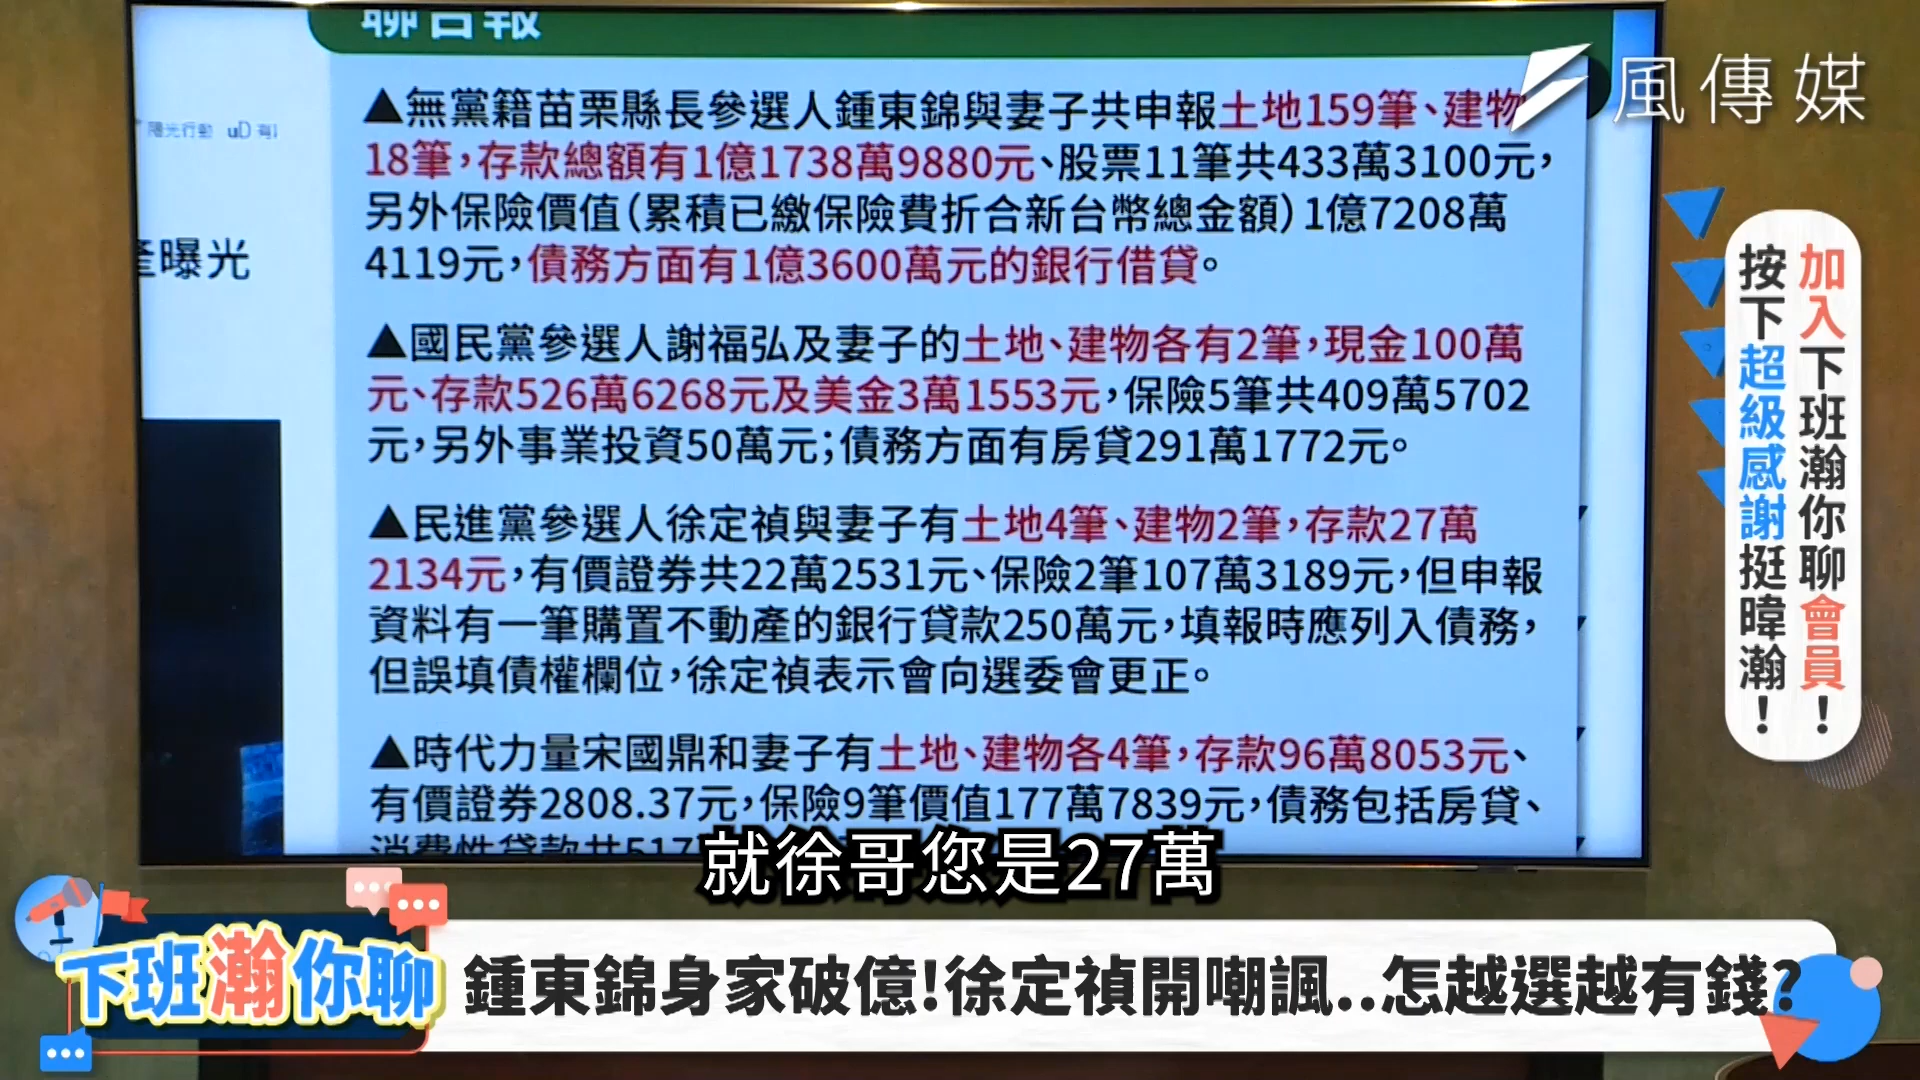 聯合報
風傳媒
陽光行動 uD
產曝光
▲無黨籍苗栗縣長參選人鍾東錦與妻子共申報土地159筆、建物
18筆,存款總額有1億1738萬9880元、股票11筆共433萬3100元,
另外保險價值(累積已繳保險費折合新台幣總金額)1億7208萬
4119元,債務方面有1億3600萬元的銀行借貸。
▲國民黨參選人謝福弘及妻子的土地、建物各有2筆,現金100萬
元、存款526萬6268元及美金3萬1553元,保險5筆共409萬5702
元,另外事業投資50萬元;債務方面有房貸291萬1772元。
▲民進黨參選人徐定禎與妻子有土地4筆、建物2筆,存款27萬
2134元,有價證券共22萬2531元、保險2筆107萬3189元,但申報
資料有一筆購置不動產的銀行貸款250萬元,填報時應列入債務,
但誤填債權欄位,徐定禎表示會向選委會更正。
▲時代力量宋國鼎和妻子有土地、建物各4筆,存款96萬8053元、
有價證券2808.37元,保險9筆價值177萬7839元,債務包括房貸、
消費性貸款共517
加入下班瀚你聊會員!
按下超級感謝挺暐瀚!
就徐哥您是27萬
下班瀚你聊
鍾東錦身家破億!徐定禎開嘲諷..怎越選越有錢?